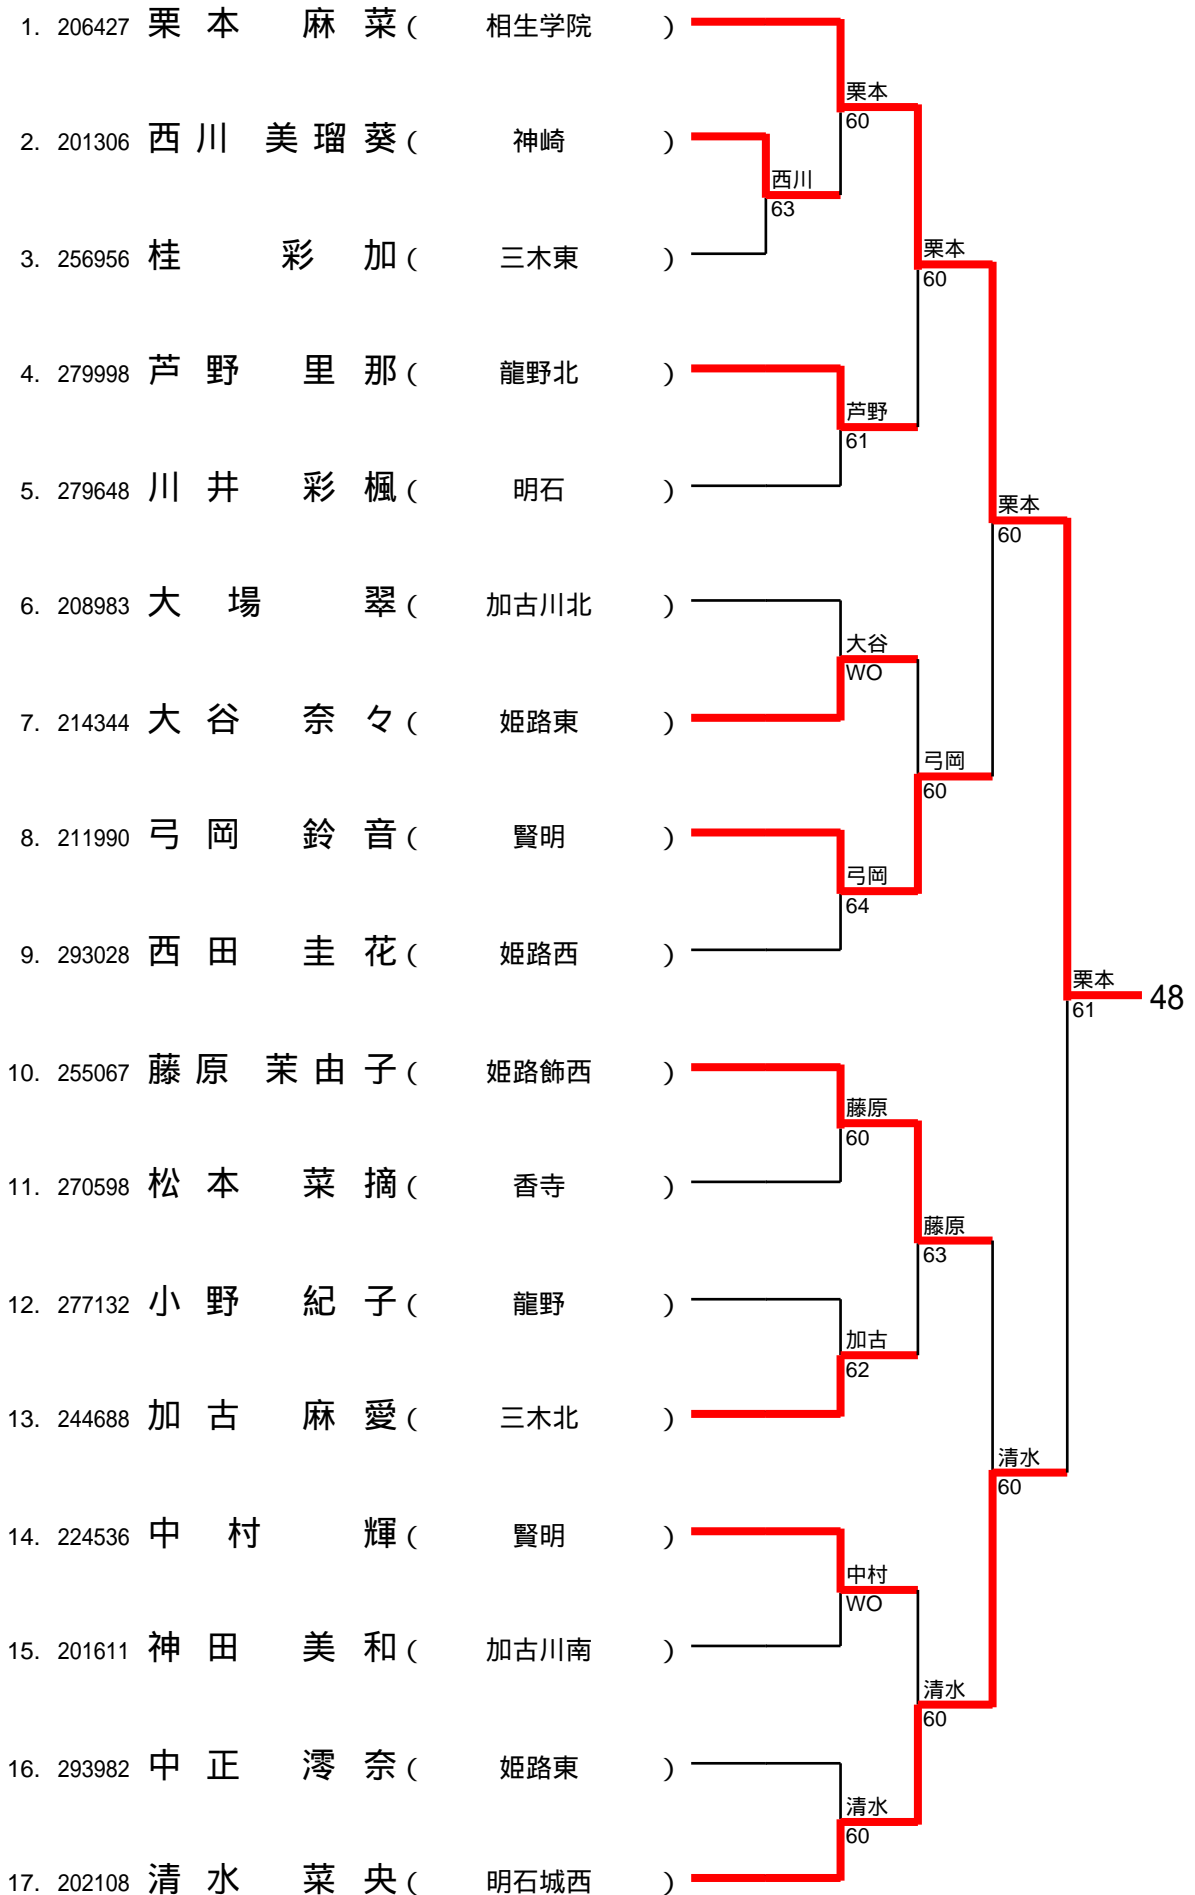 1. 206427 栗本 麻菜 ( 相生学院 )
栗本
60
2. 201306 西川 美瑠葵 ( 神崎 )
西川
63
3. 256956 桂 彩加 ( 三木東 )
栗本
60
4. 279998 芦野 里那 ( 龍野北 )
芦野
61
5. 279648 川井 彩楓 ( 明石 )
栗本
60
6. 208983 大場 翠 ( 加古川北 )
大谷
WO
7. 214344 大谷 奈々 ( 姫路東 )
弓岡
60
8. 211990 弓岡 鈴音 ( 賢明 )
弓岡
64
9. 293028 西田 圭花 ( 姫路西 )
栗本
61
48
10. 255067 藤原 茉由子 ( 姫路飾西 )
藤原
60
11. 270598 松本 菜摘 ( 香寺 )
藤原
63
12. 277132 小野 紀子 ( 龍野 )
加古
62
13. 244688 加古 麻愛 ( 三木北 )
清水
60
14. 224536 中村 輝 ( 賢明 )
中村
WO
15. 201611 神田 美和 ( 加古川南 )
清水
60
16. 293982 中正 澪奈 ( 姫路東 )
清水
60
17. 202108 清水 菜央 ( 明石城西 )